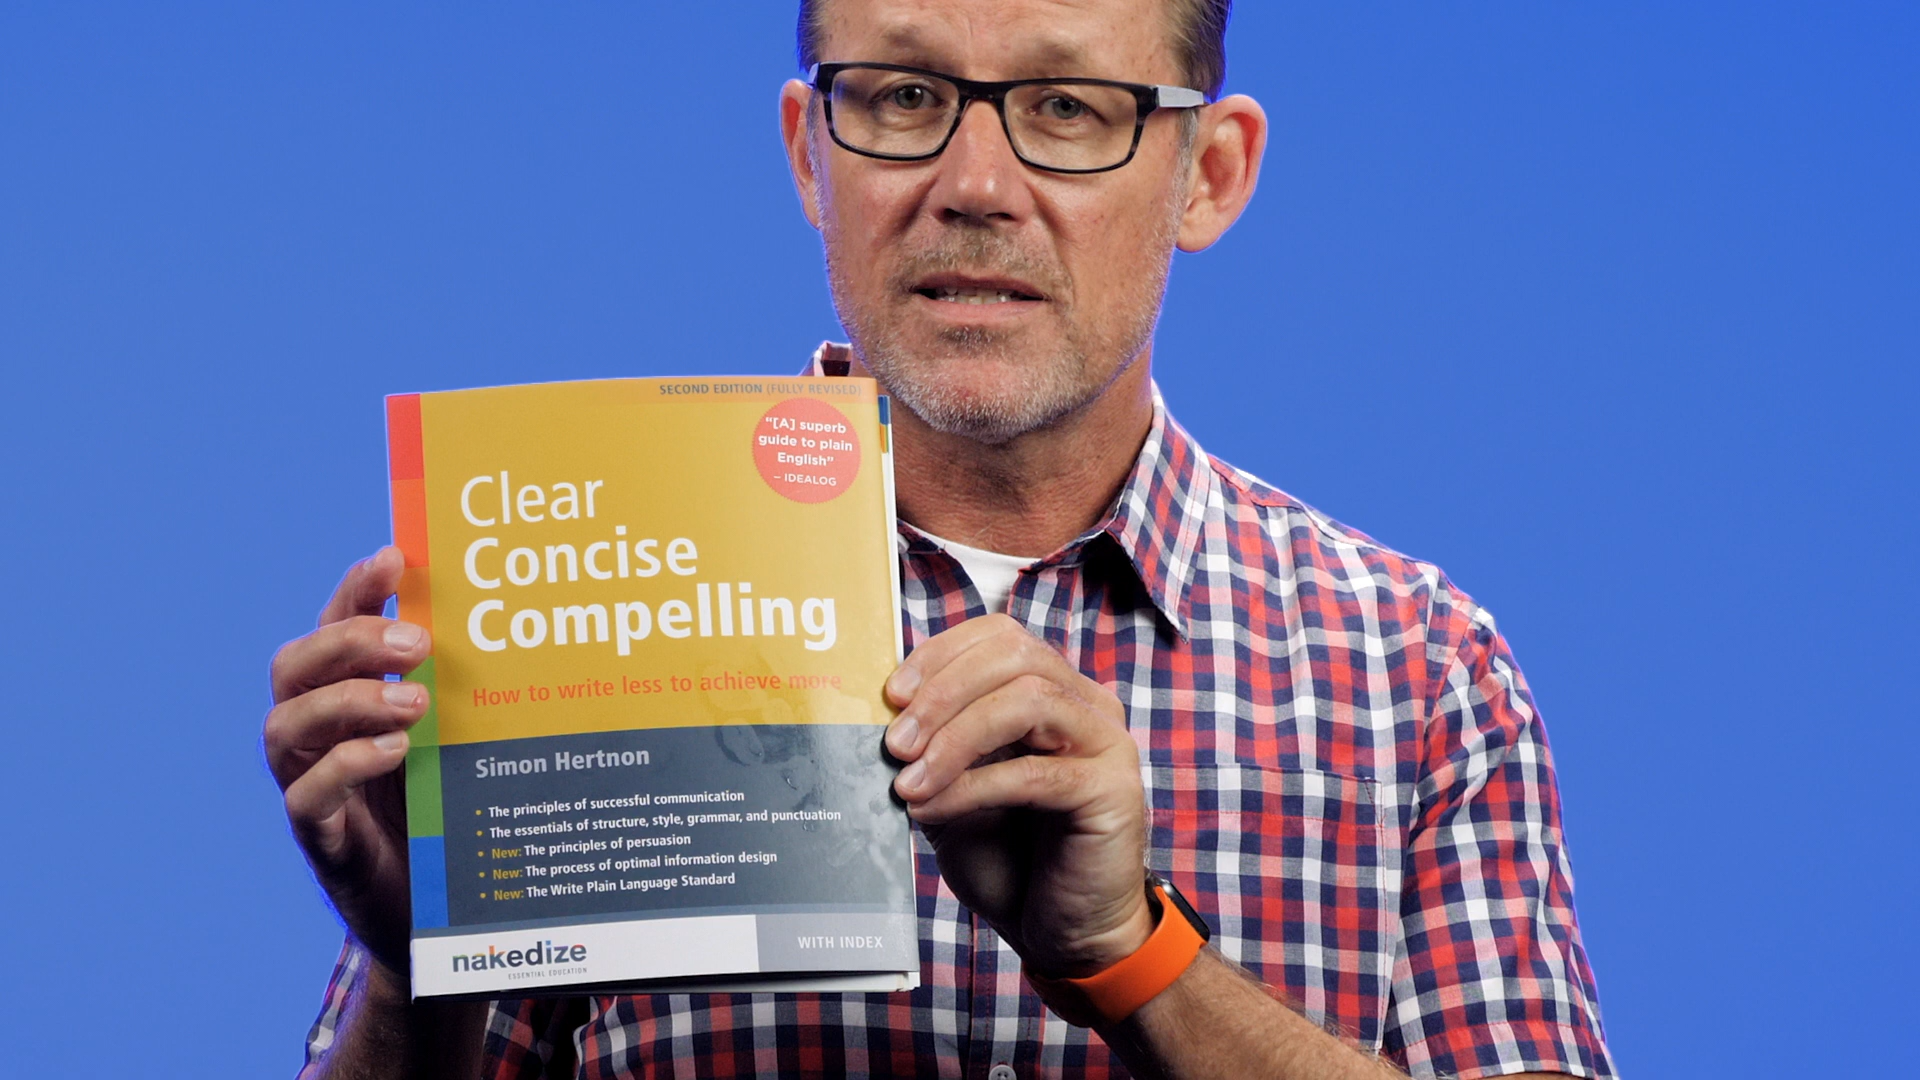 SECOND EDITION (FULLY REVISED)
"[A] superb
guide to plain
English"
– IDEALOG
Clear
Concise
Compelling
How to write less to achieve more
Simon Hertnon
• The principles of successful communication
• The essentials of structure, style, grammar, and punctuation
• New: The principles of persuasion
• New: The process of optimal information design
• New: The Write Plain Language Standard
nakedize
ESSENTIAL EDUCATION
WITH INDEX